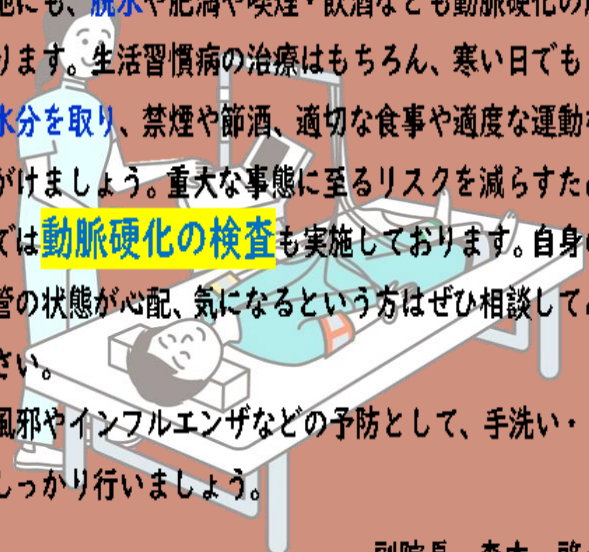 他にも、脱水や肥満や喫煙・飲酒なども動脈硬化の
ります。生活習慣病の治療はもちろん、寒い日でも
水分を取り、禁煙や節酒、適切な食事や適度な運動
がけましょう。重大な事態に至るリスクを減らすた
では動脈硬化の検査も実施しております。自身
管の状態が心配、気になるという方はぜひ相談して
さい。
風邪やインフルエンザなどの予防として、手洗い・
しっかり行いましょう。
副院長